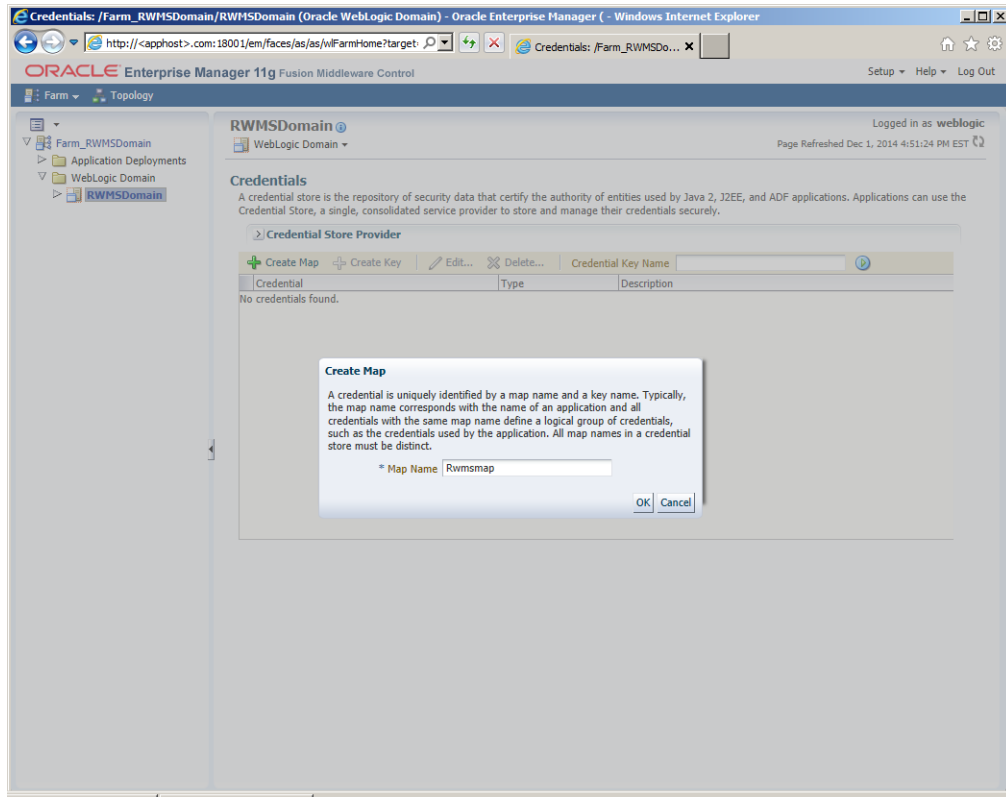 Credentials: /Farm_RWMSDomain/RWMSDomain (Oracle WebLogic Domain) - Oracle Enterprise Manager ( - Windows Internet Explorer
http://<apphost>.com:18001/em/faces/as/as/wlFarmHome?target=
Credentials: /Farm_RWMSDo...
ORACLE Enterprise Manager 11g Fusion Middleware Control
Setup Help Log Out
Farm Topology
Farm_RWMSDomain
Application Deployments
WebLogic Domain
RWMSDomain
RWMSDomain
Logged in as weblogic
WebLogic Domain
Page Refreshed Dec 1, 2014 4:51:24 PM EST
Credentials
A credential store is the repository of security data that certify the authority of entities used by Java 2, J2EE, and ADF applications. Applications can use the
Credential Store, a single, consolidated service provider to store and manage their credentials securely.
Credential Store Provider
Create Map Create Key Edit... Delete... Credential Key Name
Credential Type Description
No credentials found.
Create Map
A credential is uniquely identified by a map name and a key name. Typically,
the map name corresponds with the name of an application and all
credentials with the same map name define a logical group of credentials,
such as the credentials used by the application. All map names in a credential
store must be distinct.
* Map Name Rwmsmap
OK Cancel